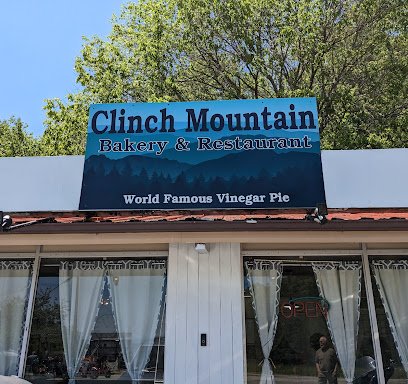 Clinch Mountain
Bakery & Restaurant
World Famous Vinegar Pie
OPEN